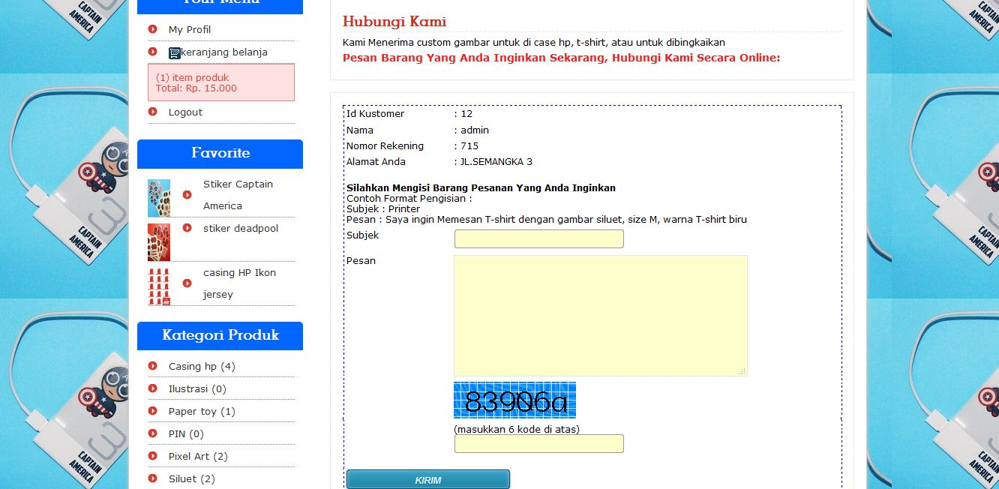 Your Menu
My Profil
keranjang belanja
(1) item produk
Total: Rp. 15.000
Logout
Favorite
Stiker Captain
America
stiker deadpool
casing HP Ikon
jersey
Kategori Produk
Casing hp (4)
Ilustrasi (0)
Paper toy (1)
PIN (0)
Pixel Art (2)
Siluet (2)
Hubungi Kami
Kami Menerima custom gambar untuk di case hp, t-shirt, atau untuk dibingkaikan
Pesan Barang Yang Anda Inginkan Sekarang, Hubungi Kami Secara Online:
Id Kustomer : 12
Nama : admin
Nomor Rekening : 715
Alamat Anda : JL.SEMANGKA 3
Silahkan Mengisi Barang Pesanan Yang Anda Inginkan
Contoh Format Pengisian :
Subjek : Printer
Pesan : Saya ingin Memesan T-shirt dengan gambar siluet, size M, warna T-shirt biru
Subjek
Pesan
83906a
(masukkan 6 kode di atas)
KIRIM
CAPTAIN
AMERICA
CAPTAIN
AMERICA
CAPTAIN
AMERICA
CAPTAIN
AMERICA
CAPTAIN
AMERICA
CAPTAIN
AMERICA